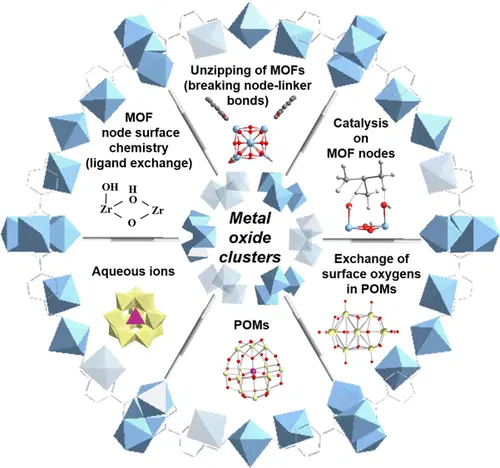 Unzipping of MOFs
(breaking node-linker
bonds)
MOF
node surface
chemistry
(ligand exchange)
Catalysis
on
MOF nodes
OH H
O
Zr Zr
O
Metal
oxide
clusters
Aqueous ions
Exchange of
surface oxygens
in POMs
POMs